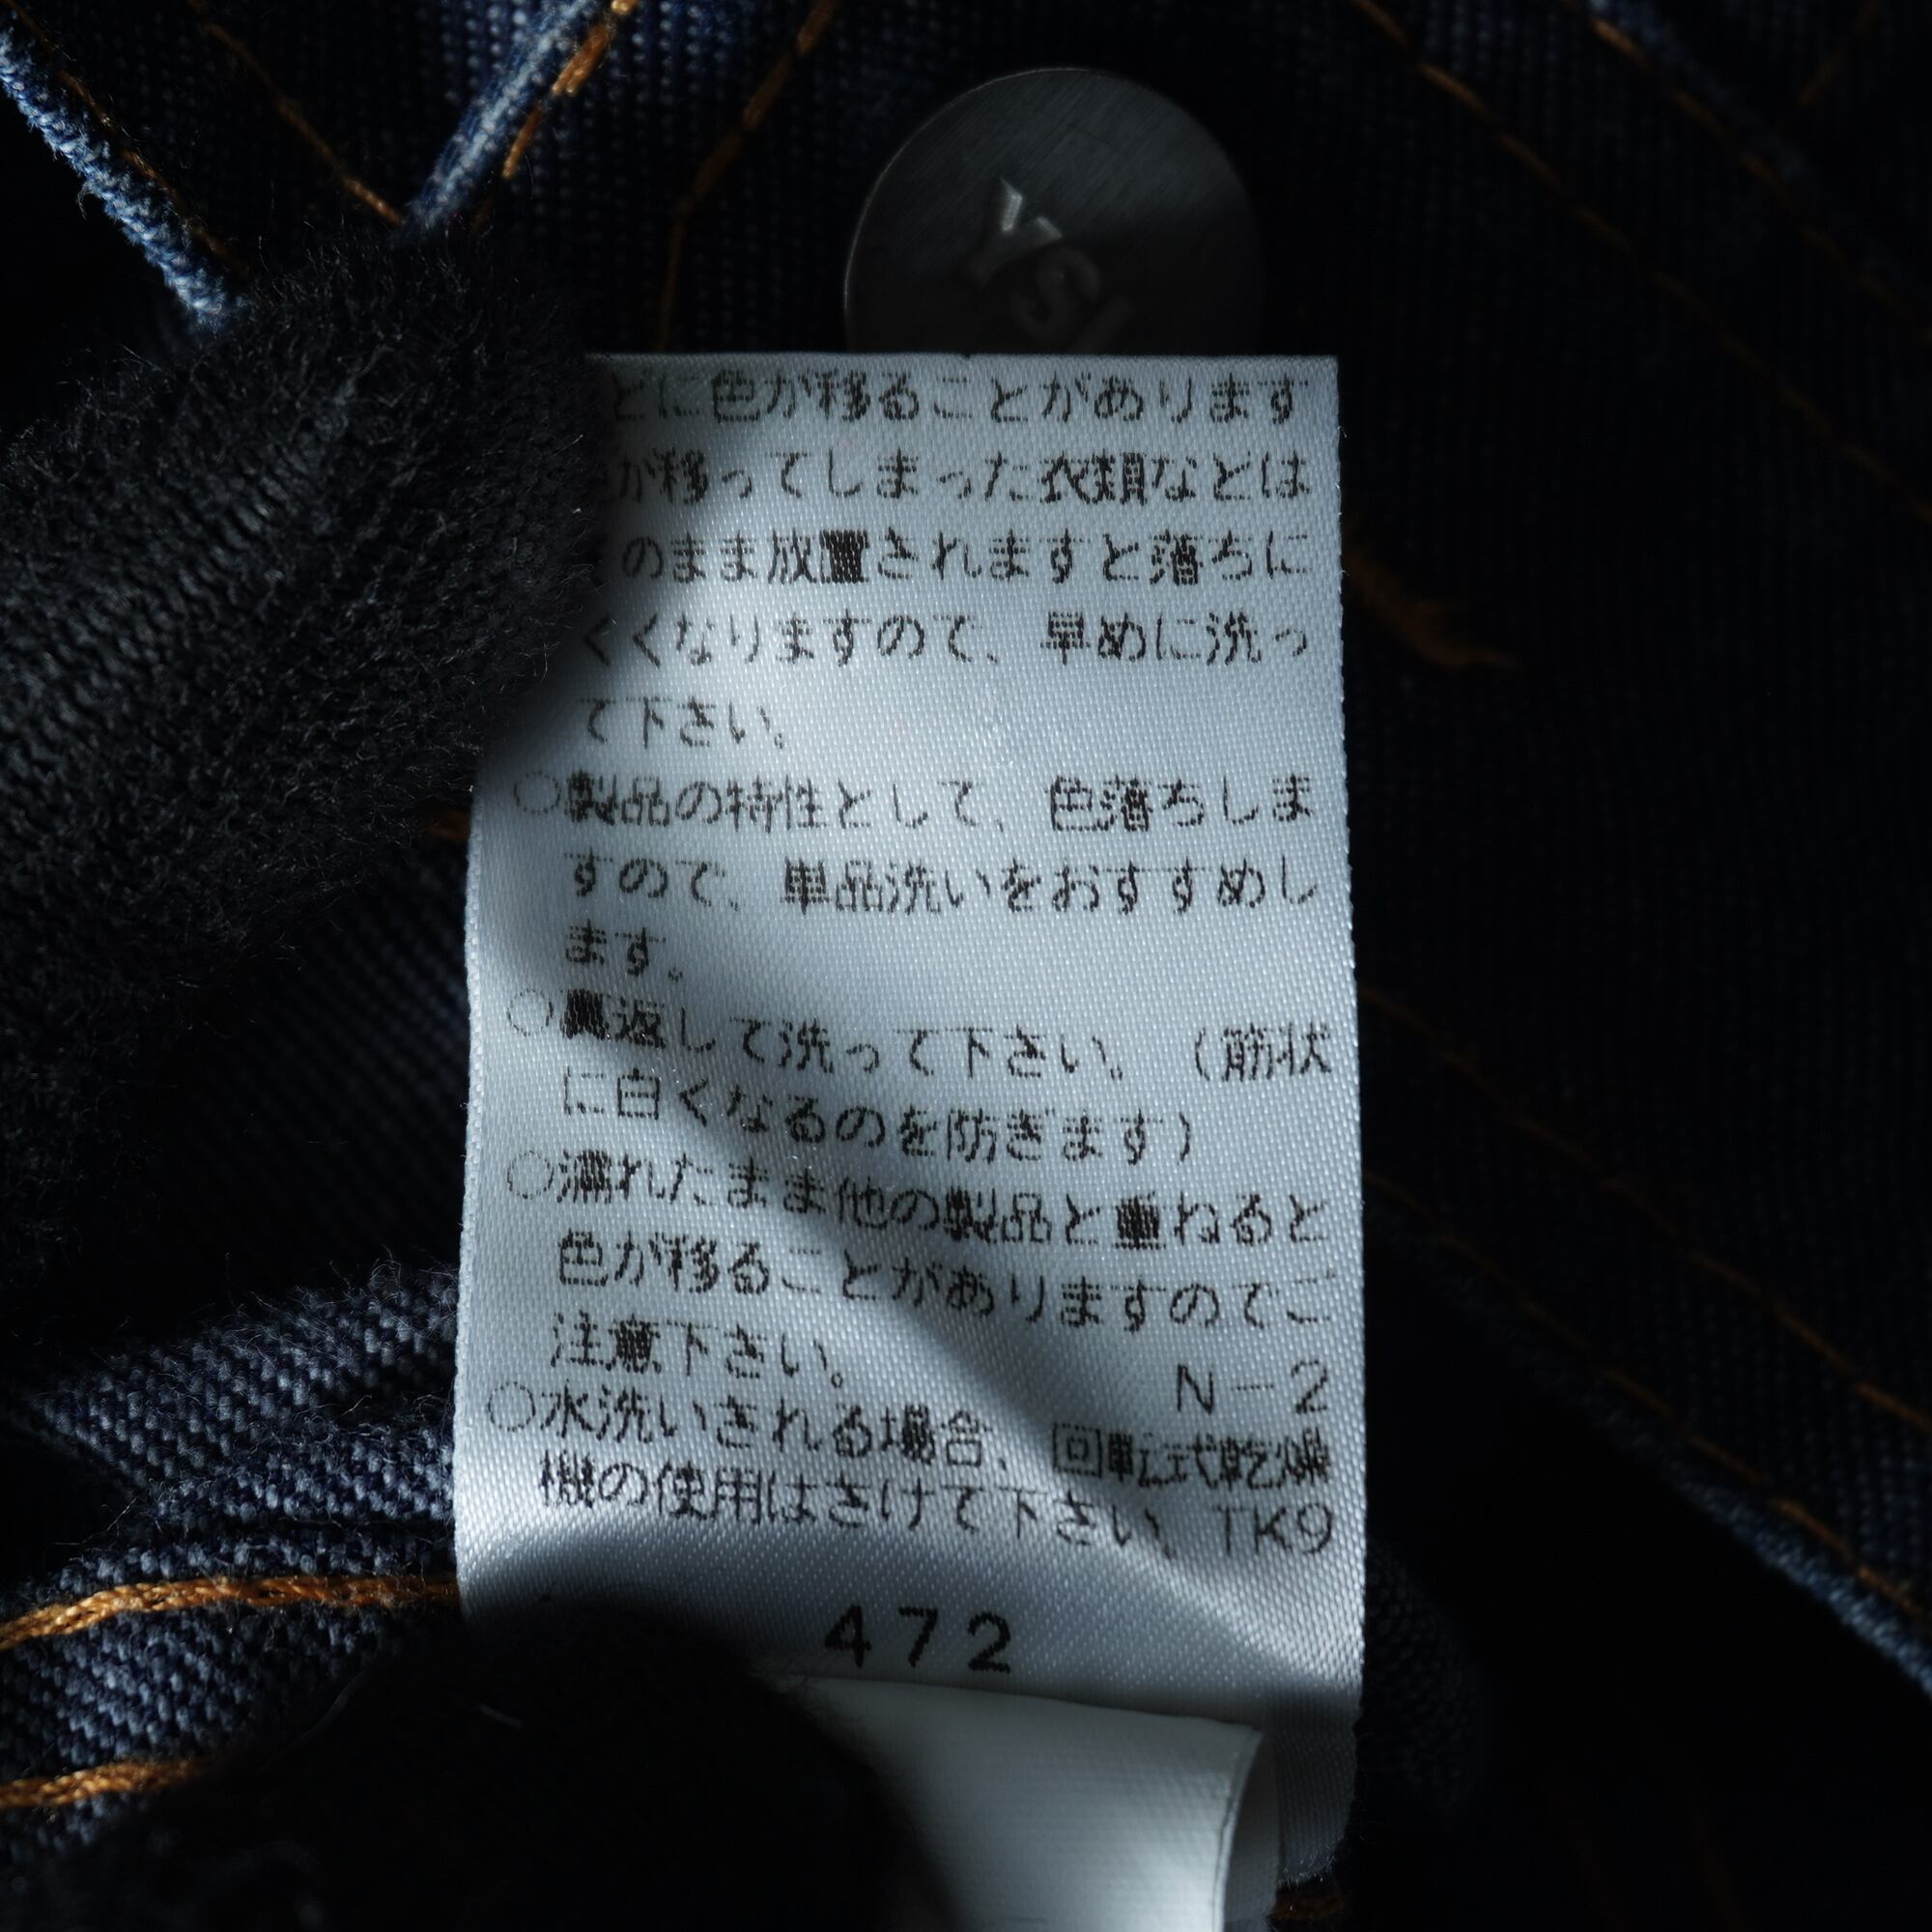 YSL
どに色が移ることがあります
が移ってしまった衣類などは
のまま放置されますと落ちに
くくなりますので、早めに洗っ
て下さい。
○製品の特性として、色落ちしま
すので、単品洗いをおすすめし
ます。
○裏返して洗って下さい。（筋状
に白くなるのを防ぎます）
○濡れたまま他の製品と重ねると
色が移ることがありますのでご
注意下さい。 N－2
○水洗いされる場合、回転式乾燥
機の使用はさけて下さい。TK9
472